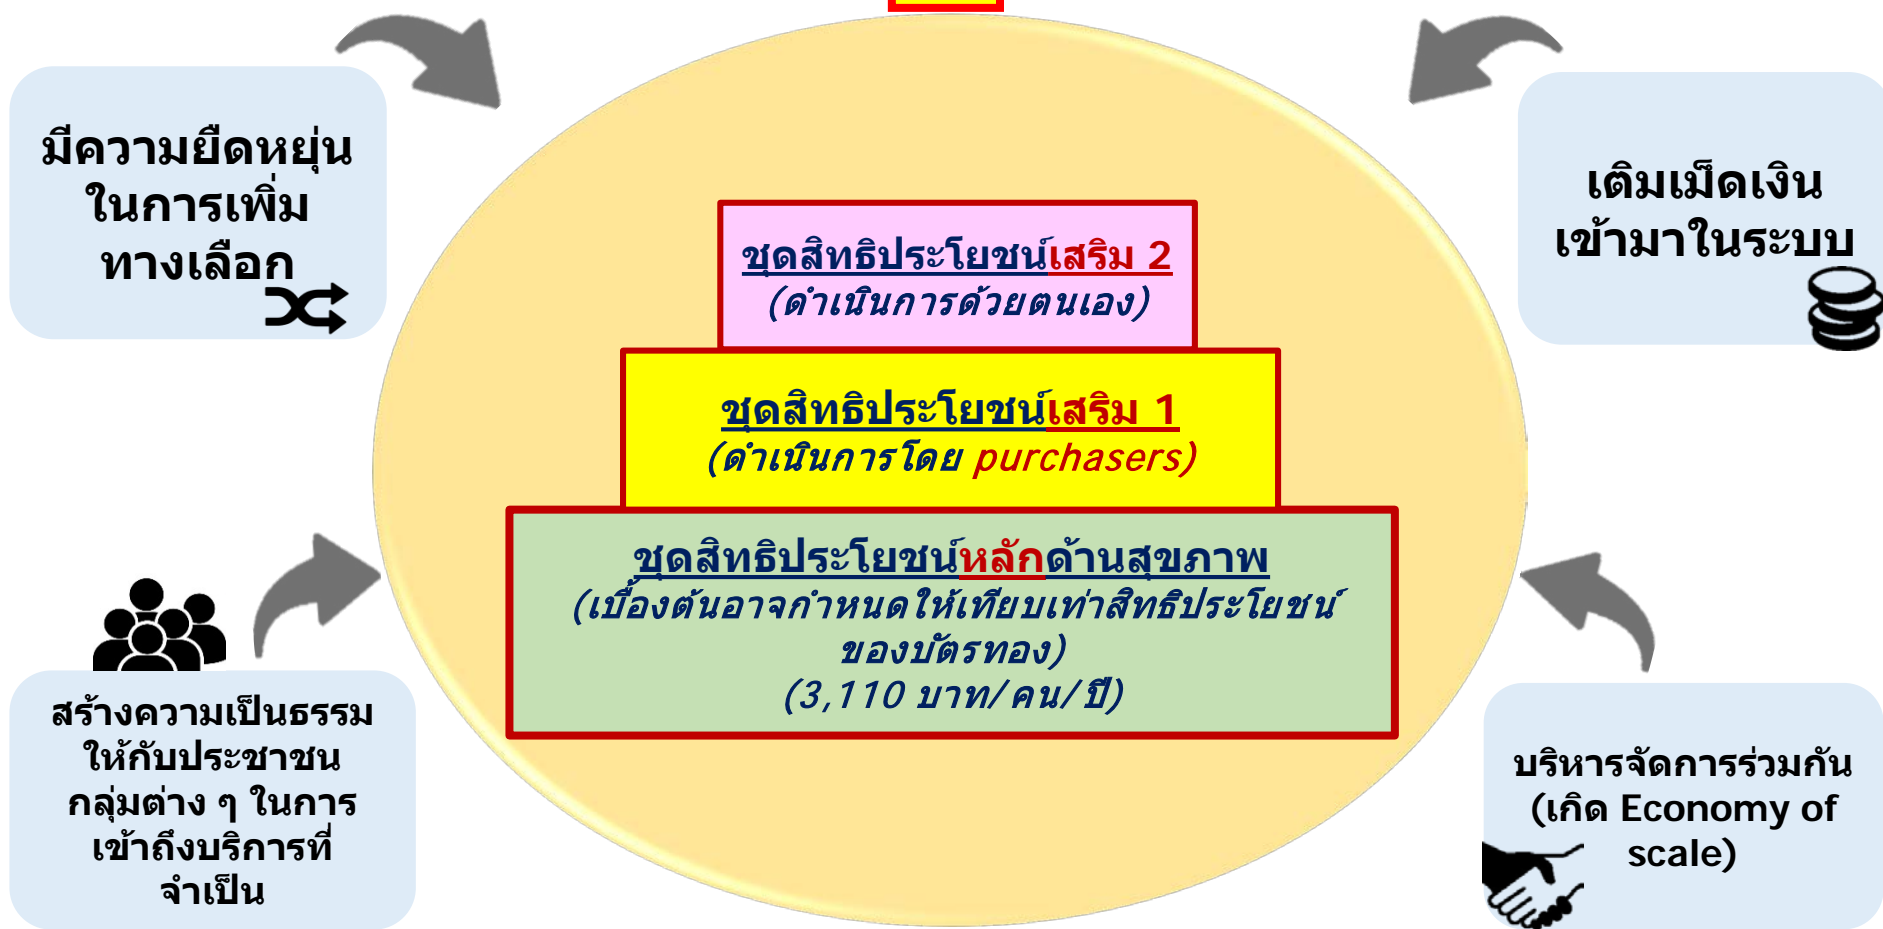 มีความยืดหยุ่น
ในการเพิ่ม
ทางเลือก
เติมเม็ดเงิน
เข้ามาในระบบ
ชุดสิทธิประโยชน์เสริม 2
(ดำเนินการด้วยตนเอง)
ชุดสิทธิประโยชน์เสริม 1
(ดำเนินการโดย purchasers)
ชุดสิทธิประโยชน์หลักด้านสุขภาพ
(เบื้องต้นอาจกำหนดให้เทียบเท่าสิทธิประโยชน์
ของบัตรทอง)
(3,110 บาท/คน/ปี)
สร้างความเป็นธรรม
ให้กับประชาชน
กลุ่มต่าง ๆ ในการ
เข้าถึงบริการที่
จำเป็น
บริหารจัดการร่วมกัน
(เกิด Economy of
scale)